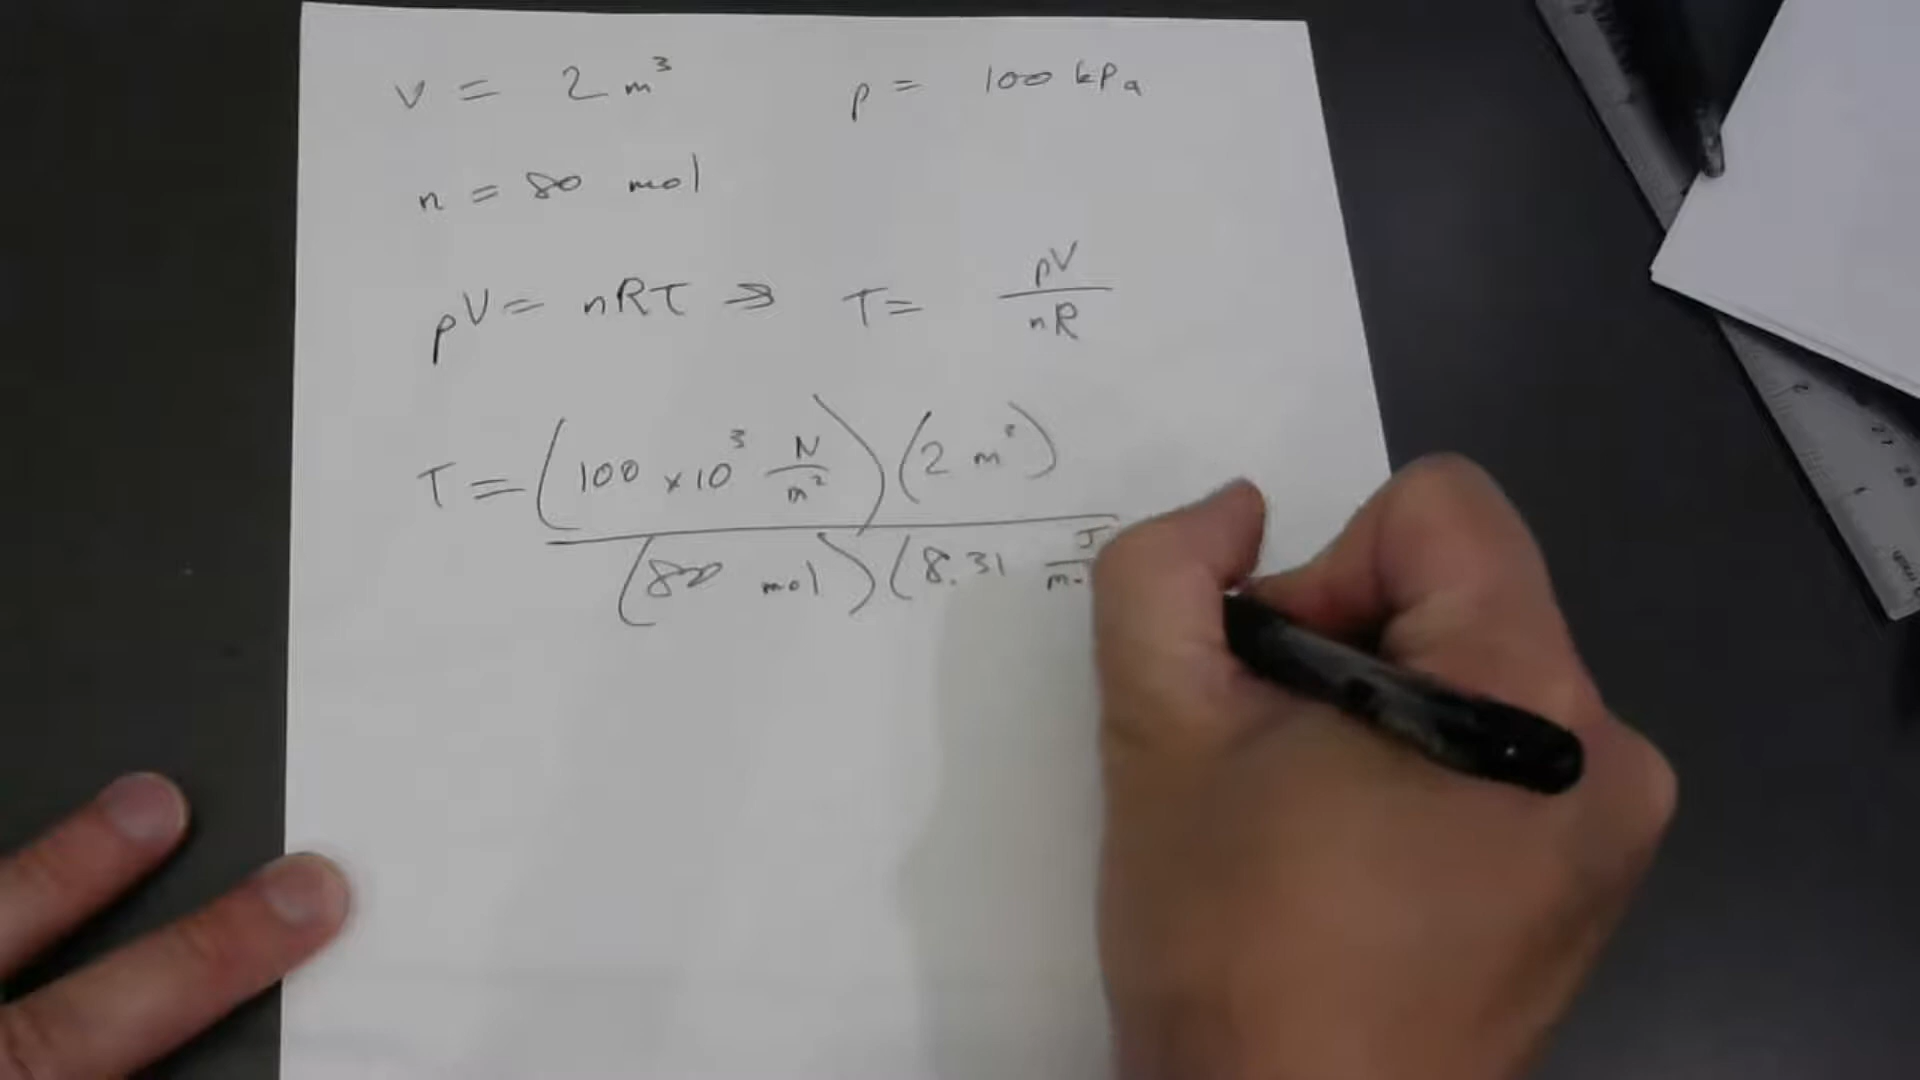 V = 2 m³ p = 100 kPa
n = 80 mol
pV = nRT ⇒ T = pV/nR
T = (100 × 10³ N/m²) (2 m³)
(80 mol) (8.31 J